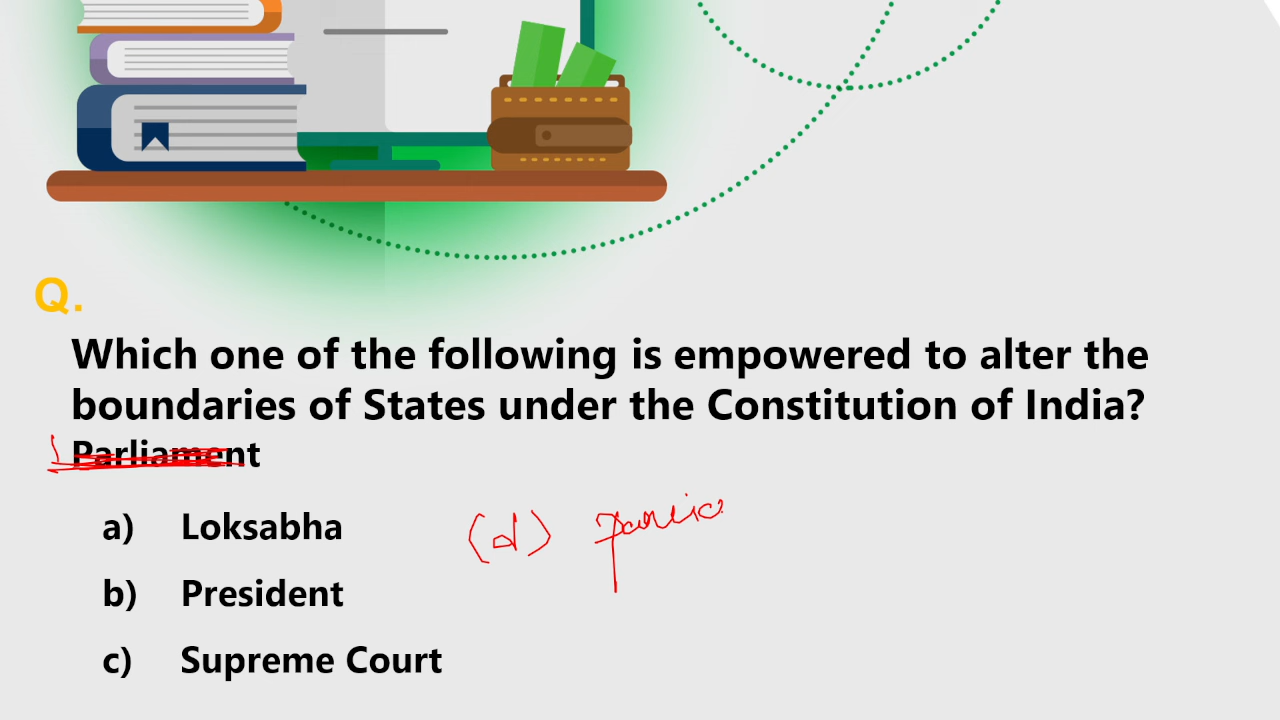 Q.
Which one of the following is empowered to alter the
boundaries of States under the Constitution of India?
Parliament
a) Loksabha
(d) Parlia
b) President
c) Supreme Court